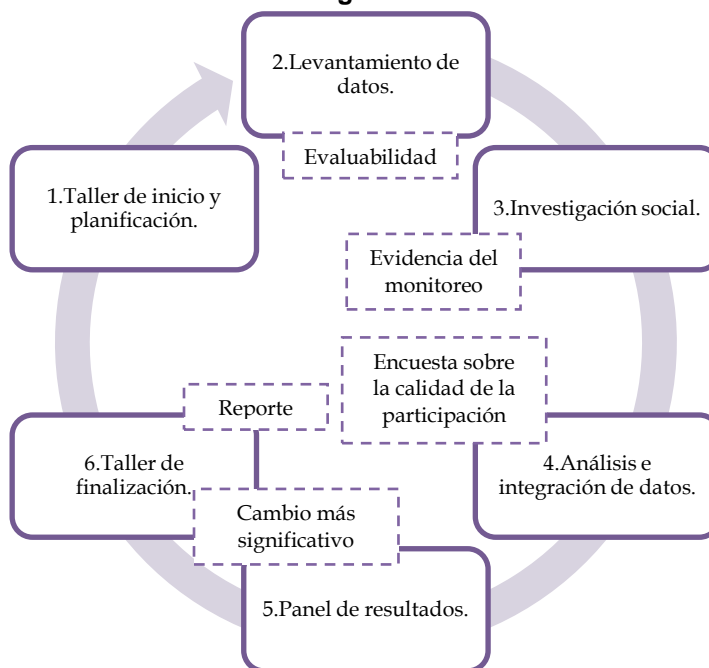 2.Levantamiento de
datos.
Evaluabilidad
1.Taller de inicio y
planificación.
3.Investigación social.
Evidencia del
monitoreo
Encuesta sobre
la calidad de la
participación
Reporte
6.Taller de
finalización.
4.Análisis e
integración de datos.
Cambio más
significativo
5.Panel de resultados.